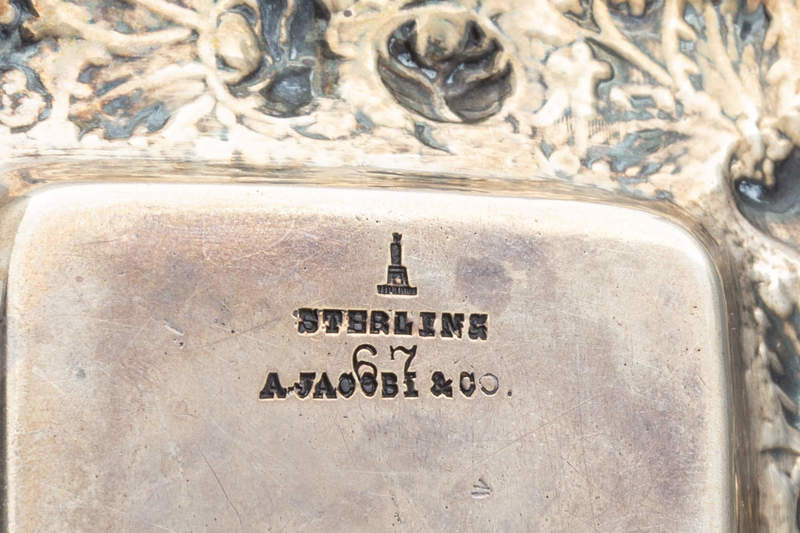 STERLING
67
A. JACOBI & CO.